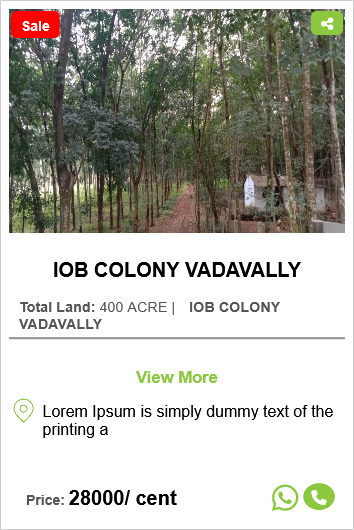 Sale
IOB COLONY VADAVALLY
Total Land: 400 ACRE | IOB COLONY
VADAVALLY
View More
Lorem Ipsum is simply dummy text of the
printing a
Price: 28000/ cent